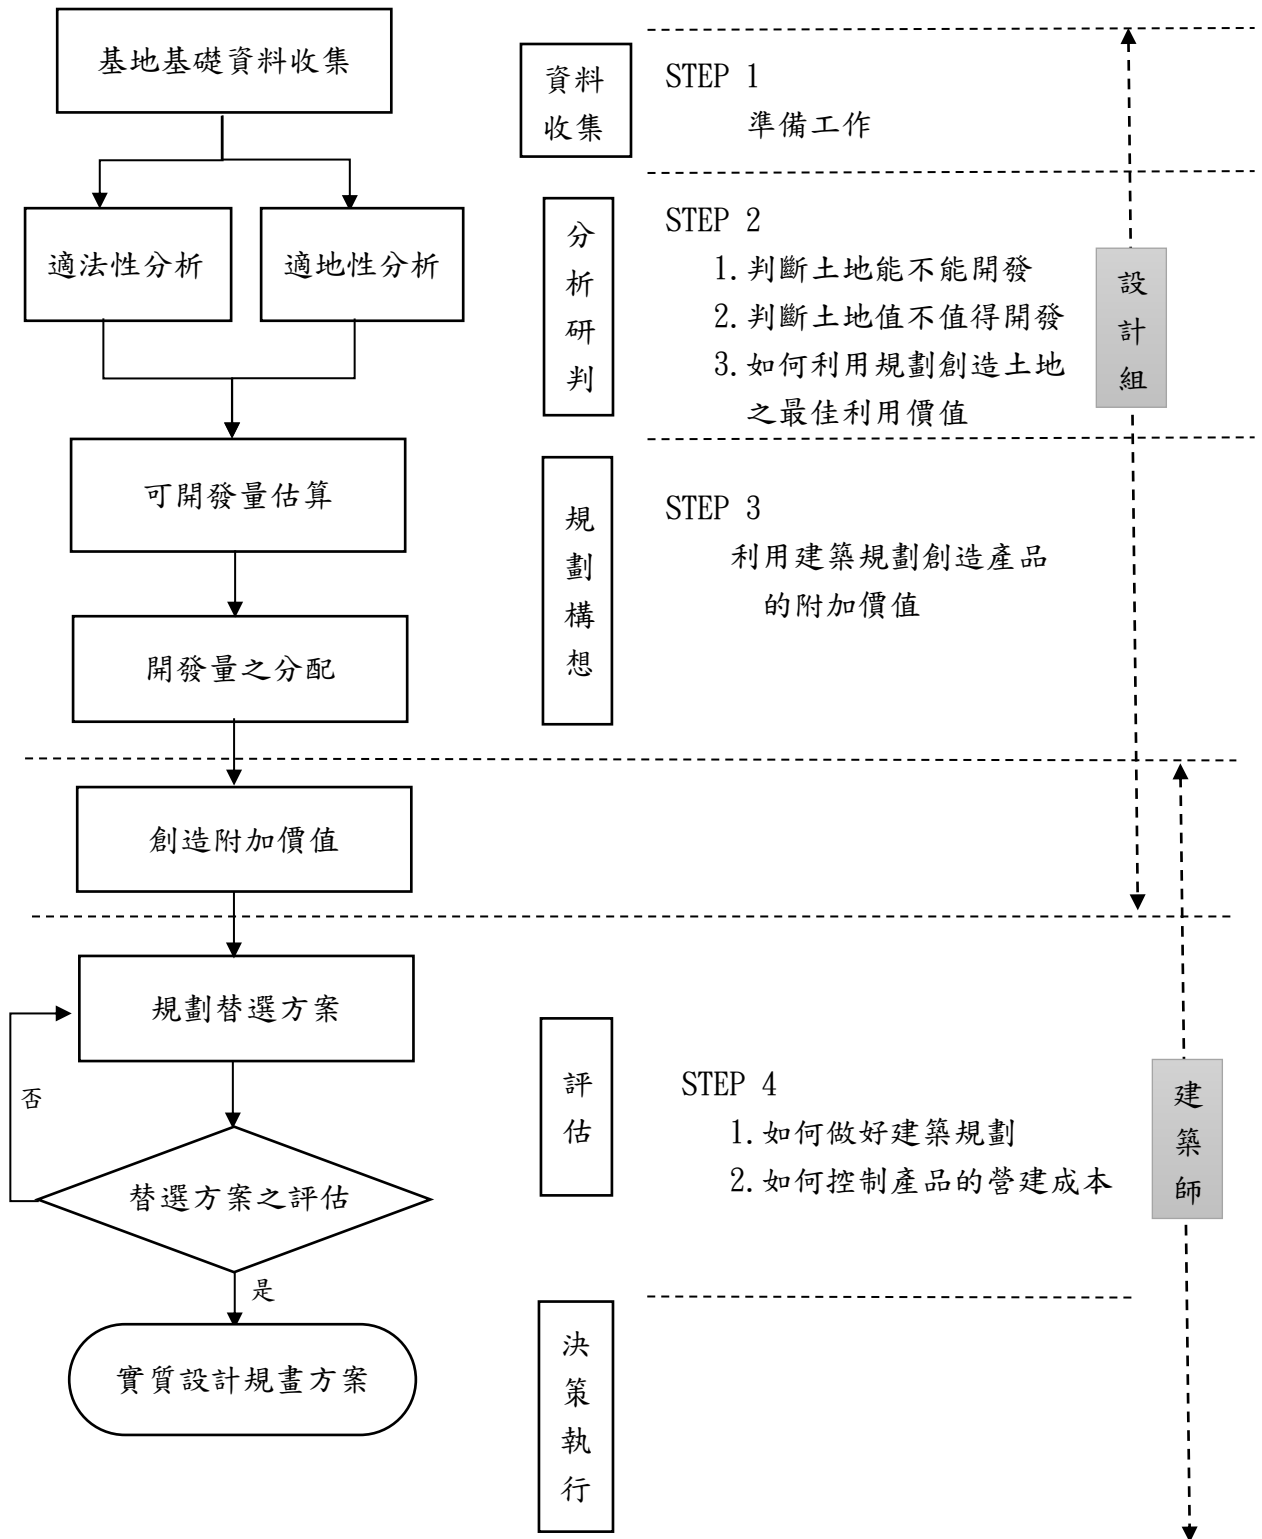 基地基礎資料收集
適法性分析
適地性分析
可開發量估算
開發量之分配
創造附加價值
規劃替選方案
否
替選方案之評估
是
實質設計規畫方案
資料
收集
分
析
研
判
規
劃
構
想
評
估
決
策
執
行
STEP 1
準備工作
STEP 2
1.判斷土地能不能開發
2.判斷土地值不值得開發
3.如何利用規劃創造土地
之最佳利用價值
STEP 3
利用建築規劃創造產品
的附加價值
STEP 4
1.如何做好建築規劃
2.如何控制產品的營建成本
設
計
組
建
築
師